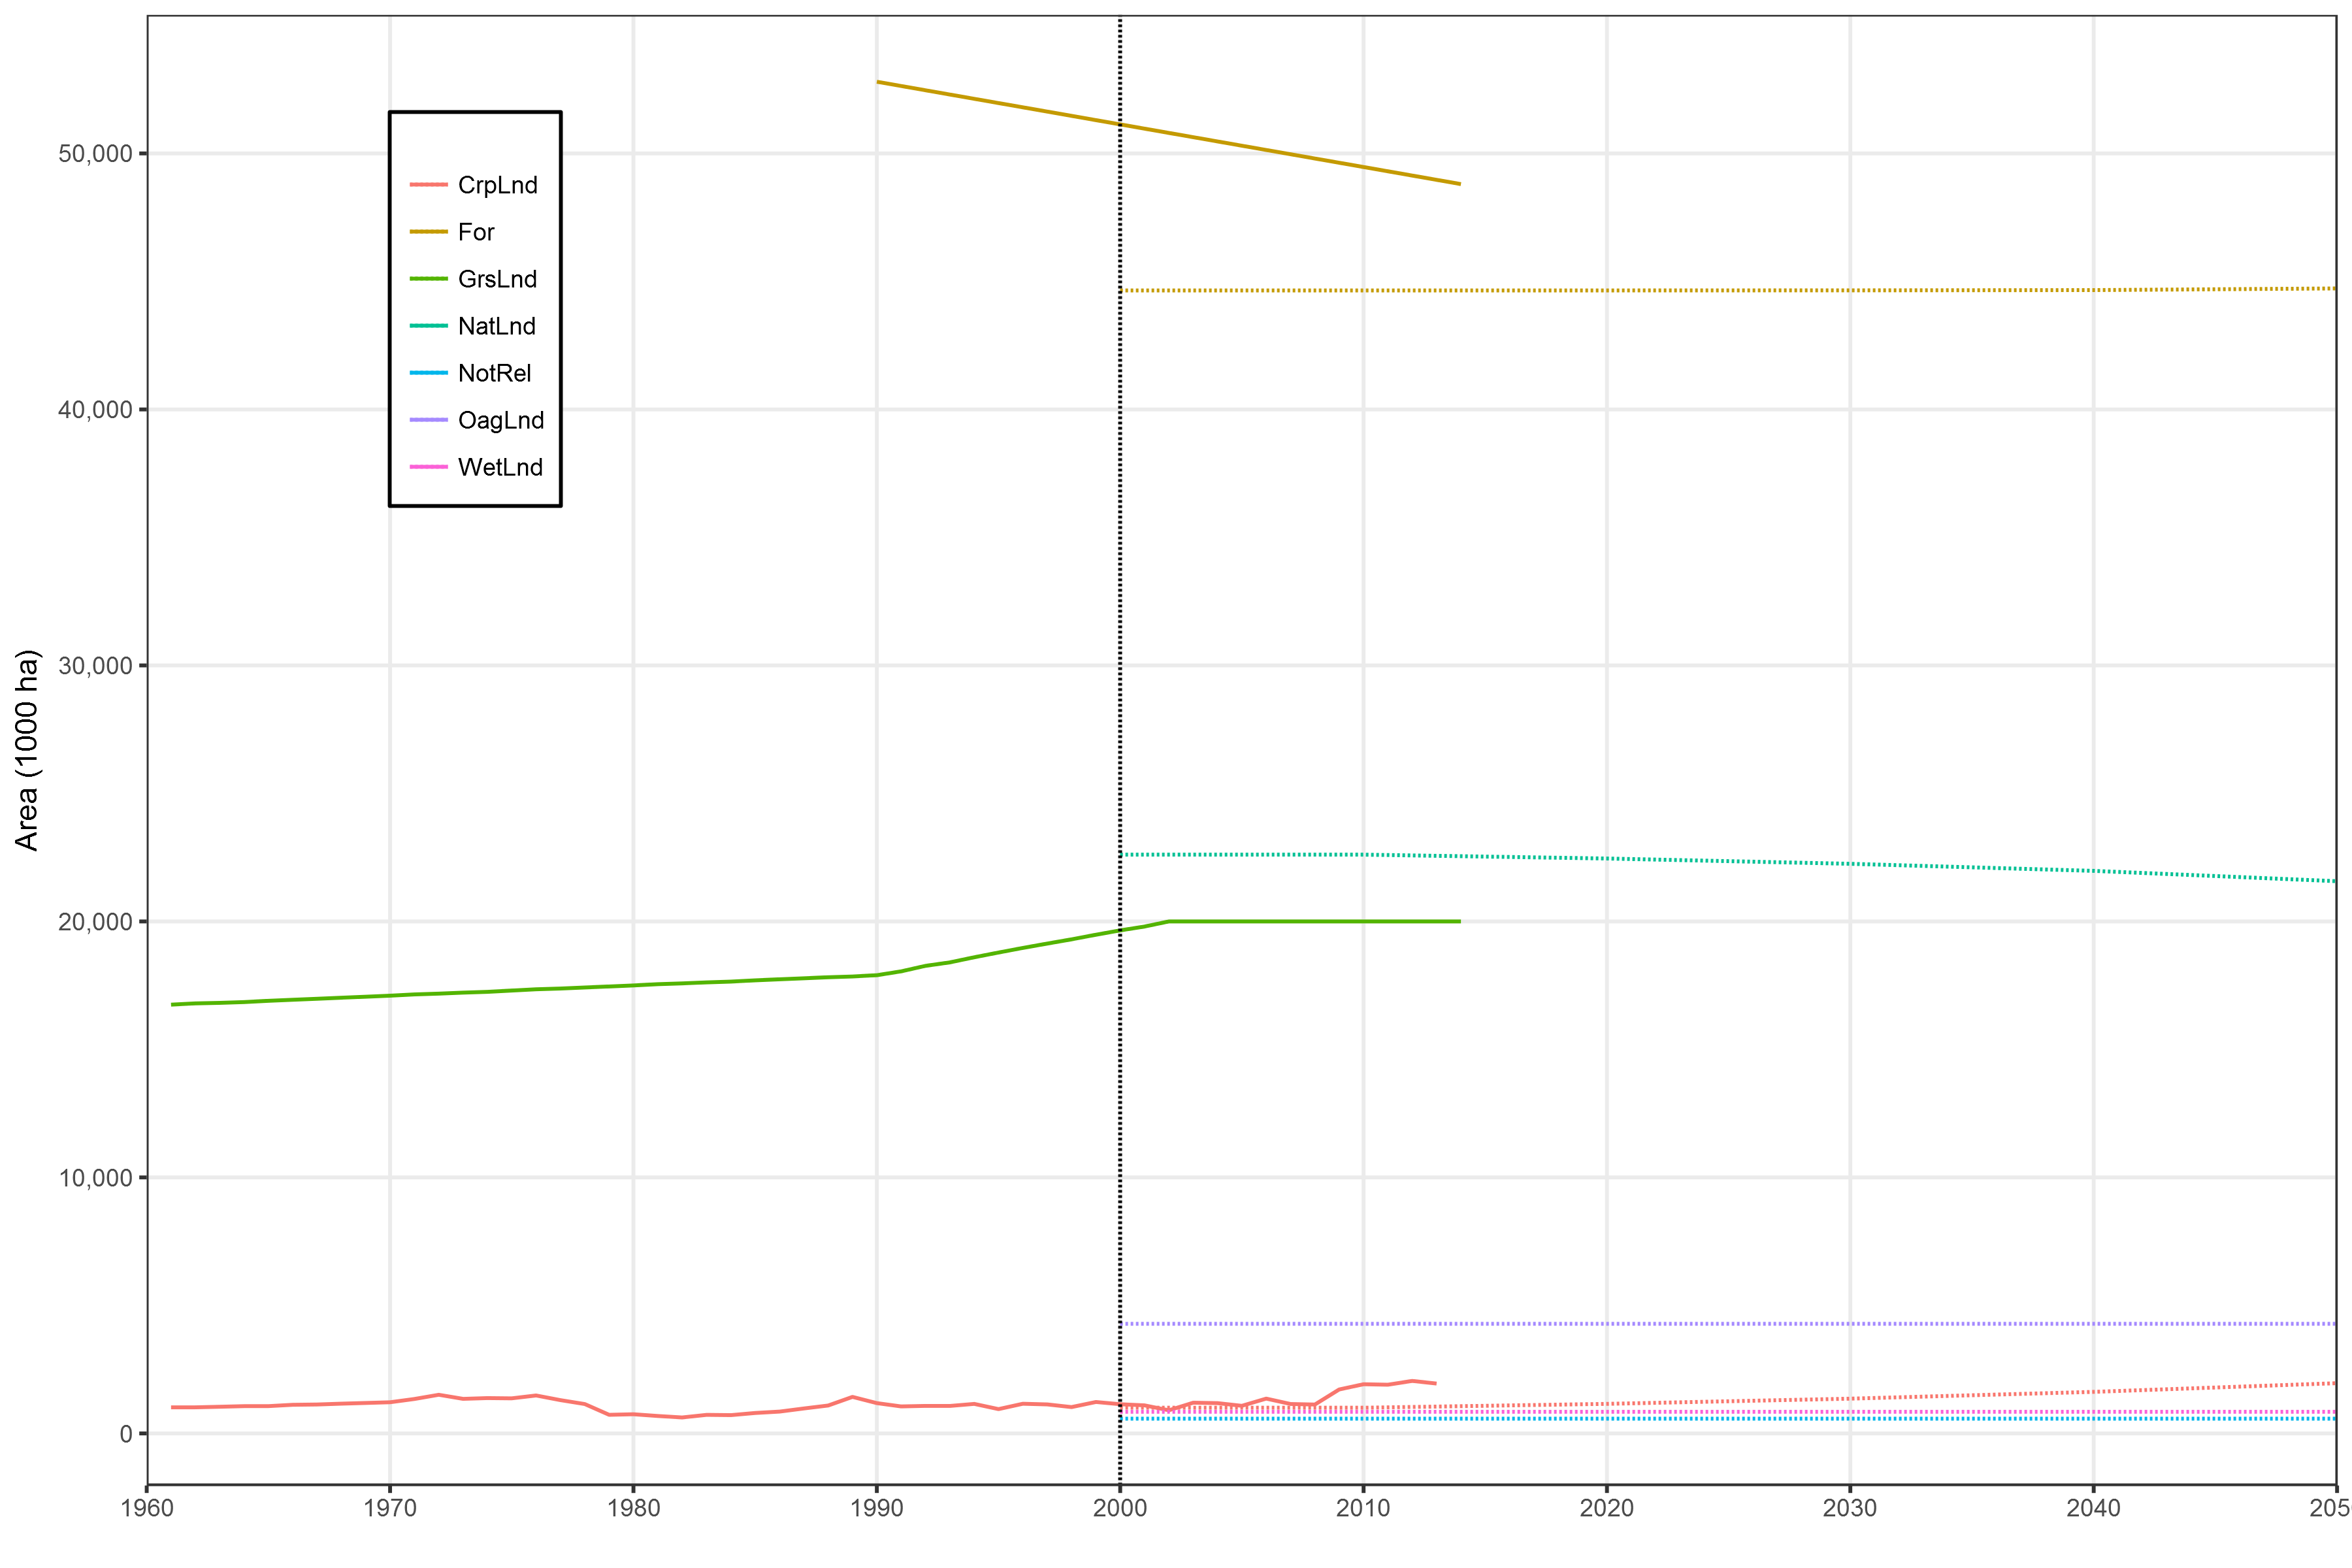 50,000
40,000
30,000
20,000
10,000
0
Area (1000 ha)
CrpLnd
For
GrsLnd
NatLnd
NotRel
OagLnd
WetLnd
1960 1970 1980 1990 2000 2010 2020 2030 2040 205